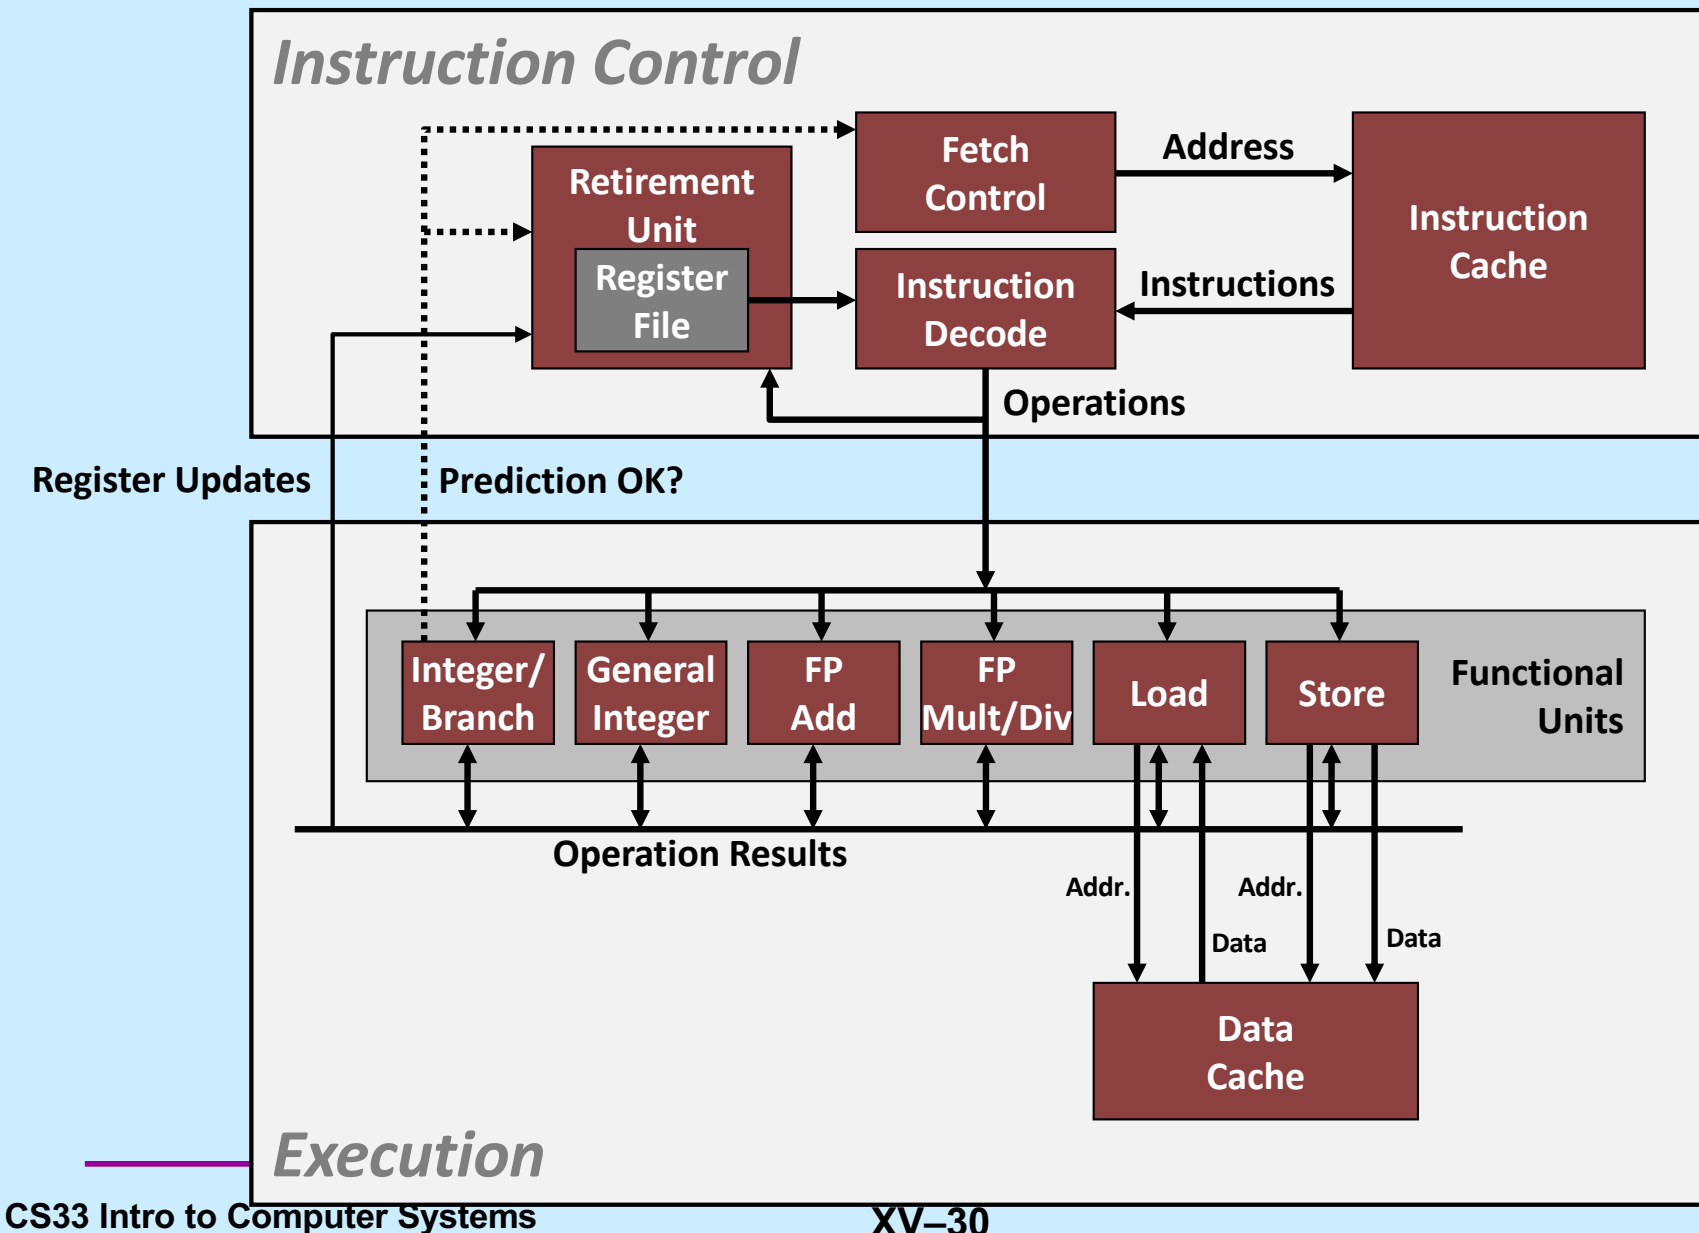 Instruction Control
Fetch
Control
Address
Instruction
Cache
Retirement
Unit
Register
File
Instruction
Decode
Instructions
Operations
Register Updates
Prediction OK?
Integer/
Branch
General
Integer
FP
Add
FP
Mult/Div
Load
Store
Functional
Units
Operation Results
Addr.
Addr.
Data
Data
Data
Cache
Execution
CS33 Intro to Computer Systems
XV–30